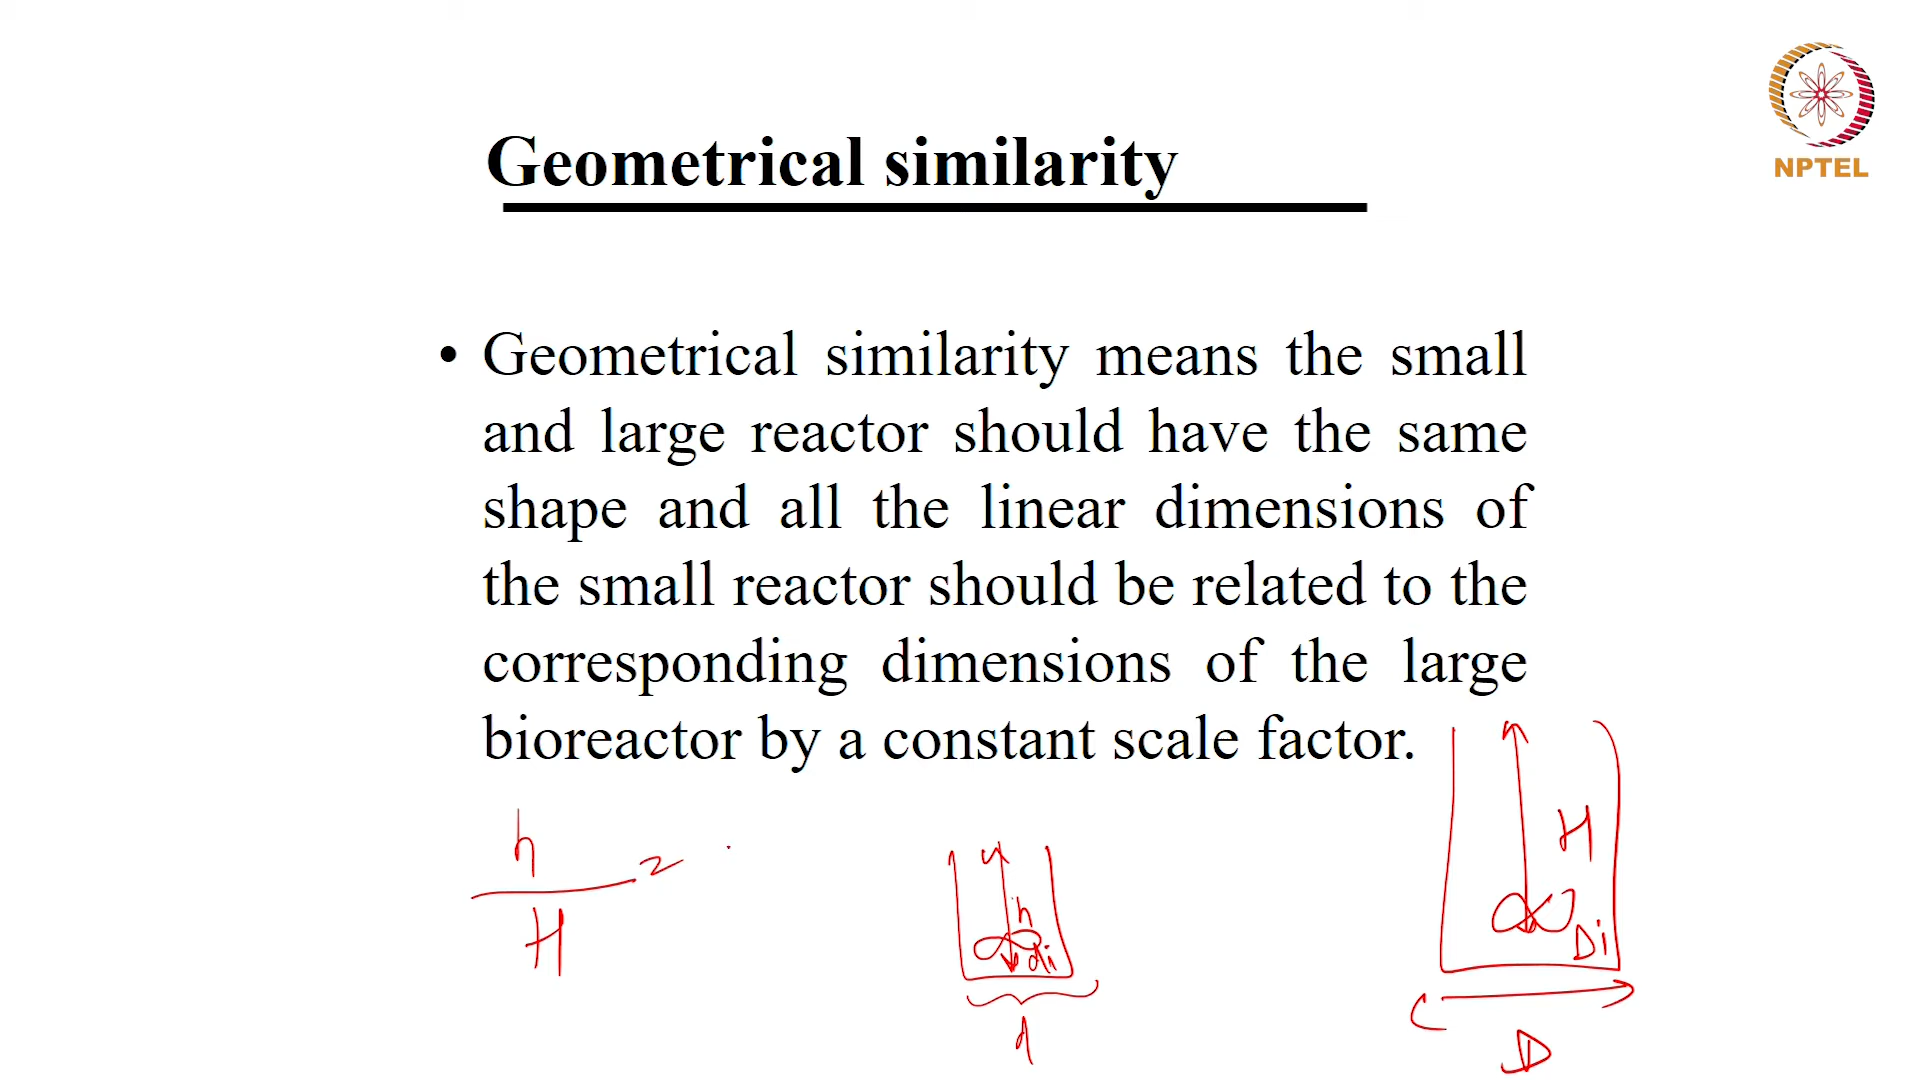 NPTEL
Geometrical similarity
• Geometrical similarity means the small
and large reactor should have the same
shape and all the linear dimensions of
the small reactor should be related to the
corresponding dimensions of the large
bioreactor by a constant scale factor.
h
H
=
h
di
d
H
Di
D